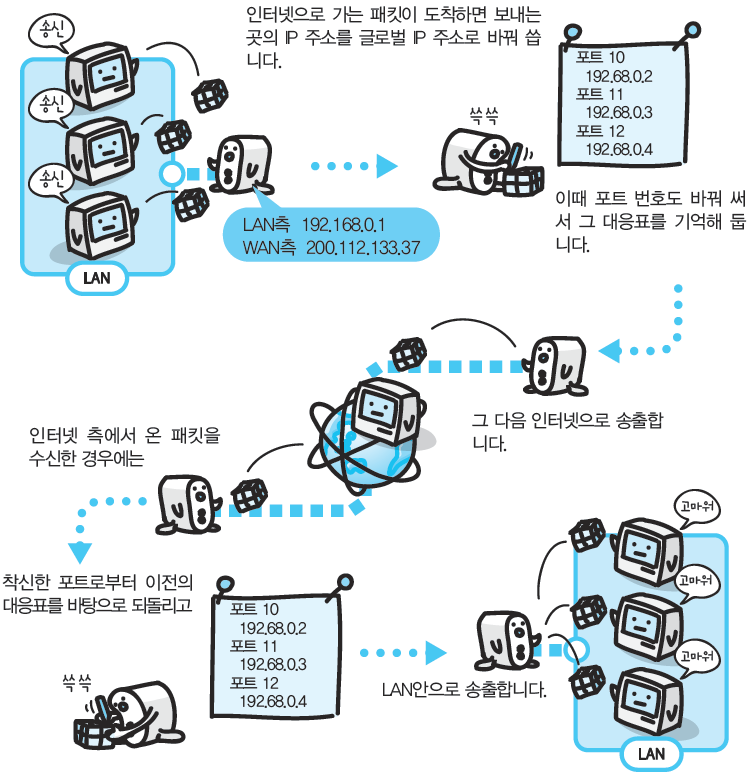 인터넷으로 가는 패킷이 도착하면 보내는
곳의 IP 주소를 글로벌 IP 주소로 바꿔 씁
니다.
송신
송신
송신
LAN측 192.168.0.1
WAN측 200.112.133.37
LAN
쓱쓱
포트 10
192.68.0.2
포트 11
192.68.0.3
포트 12
192.68.0.4
이때 포트 번호도 바꿔 써
서 그 대응표를 기억해 둡
니다.
그 다음 인터넷으로 송출합
니다.
인터넷 측에서 온 패킷을
수신한 경우에는
착신한 포트로부터 이전의
대응표를 바탕으로 되돌리고
쓱쓱
포트 10
192.68.0.2
포트 11
192.68.0.3
포트 12
192.68.0.4
LAN안으로 송출합니다.
고마워
고마워
고마워
LAN